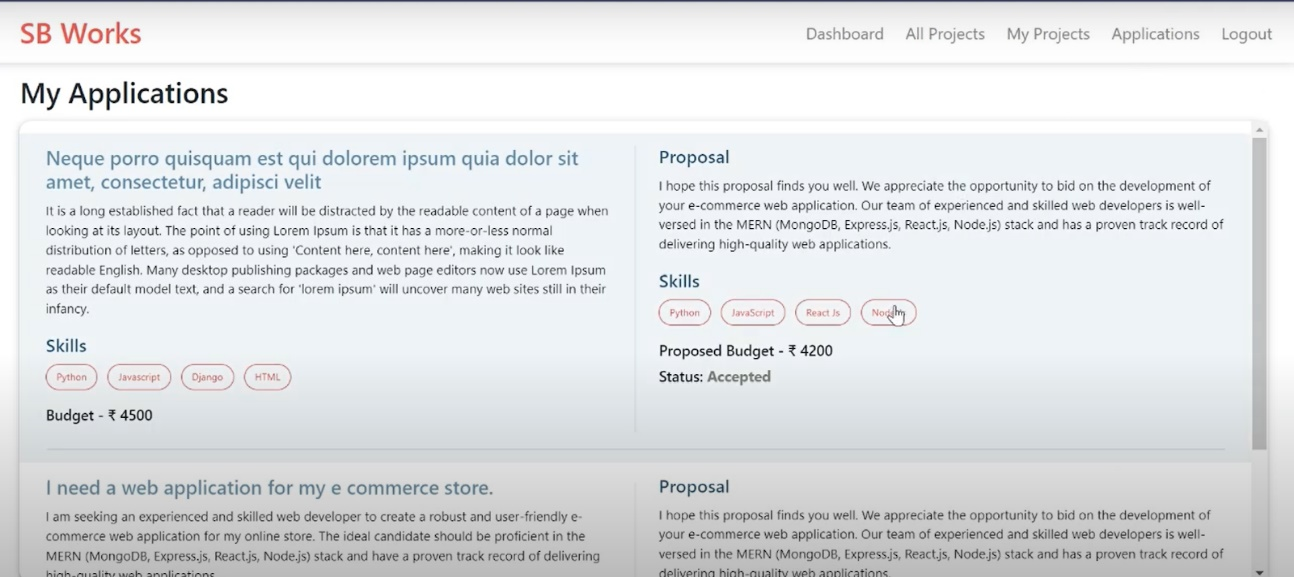 SB Works
Dashboard All Projects My Projects Applications Logout
My Applications
Neque porro quisquam est qui dolorem ipsum quia dolor sit
amet, consectetur, adipisci velit
It is a long established fact that a reader will be distracted by the readable content of a page when
looking at its layout. The point of using Lorem Ipsum is that it has a more-or-less normal
distribution of letters, as opposed to using 'Content here, content here', making it look like
readable English. Many desktop publishing packages and web page editors now use Lorem Ipsum
as their default model text, and a search for 'lorem ipsum' will uncover many web sites still in their
infancy.
Skills
Python Javascript Django HTML
Budget - ₹ 4500
Proposal
I hope this proposal finds you well. We appreciate the opportunity to bid on the development of
your e-commerce web application. Our team of experienced and skilled web developers is well-
versed in the MERN (MongoDB, Express.js, React.js, Node.js) stack and has a proven track record of
delivering high-quality web applications.
Skills
Python JavaScript React Js
Proposed Budget - ₹ 4200
Status: Accepted
I need a web application for my e commerce store.
I am seeking an experienced and skilled web developer to create a robust and user-friendly e-
commerce web application for my online store. The ideal candidate should be proficient in the
MERN (MongoDB, Express.js, React.js, Node.js) stack and have a proven track record of delivering
high-quality web applications.
Proposal
I hope this proposal finds you well. We appreciate the opportunity to bid on the development of
your e-commerce web application. Our team of experienced and skilled web developers is well-
versed in the MERN (MongoDB, Express.js, React.js, Node.js) stack and has a proven track record of
delivering high-quality web applications.